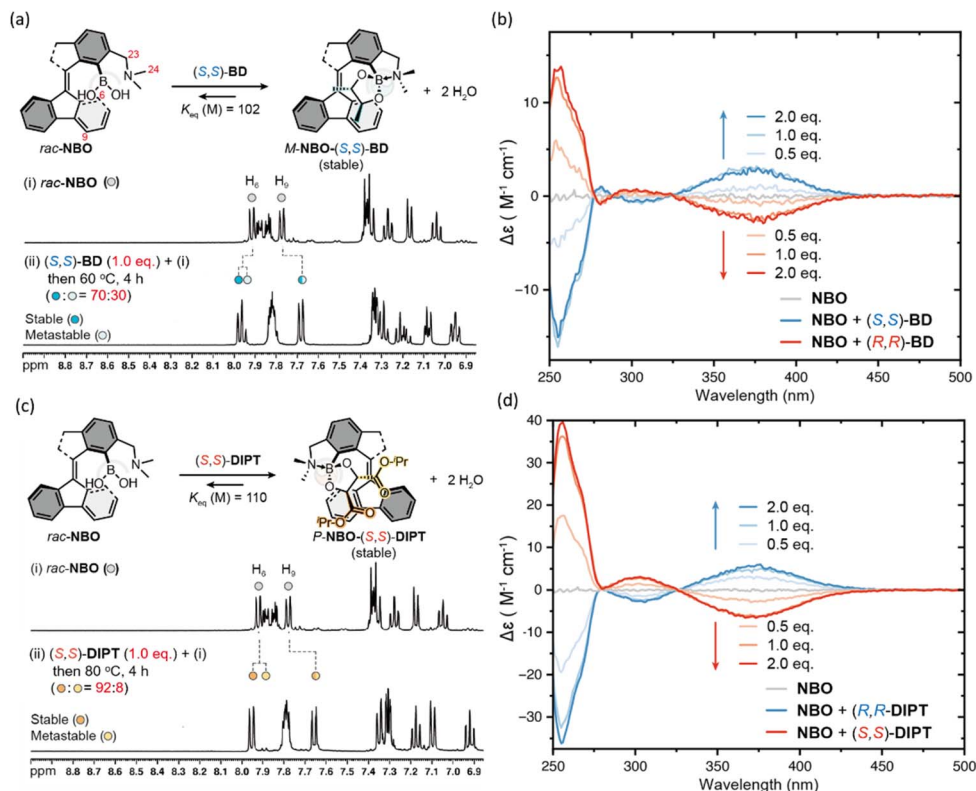 (a)
23
24
N
B
HO
OH
6
9
rac-NBO
(S,S)-BD
Keq (M) = 102
O
B
N
O
+ 2 H2O
M-NBO-(S,S)-BD
(stable)
(i) rac-NBO
H6
H9
(ii) (S,S)-BD (1.0 eq.) + (i)
then 60 °C, 4 h
( : = 70:30)
Stable
Metastable
ppm 8.8 8.7 8.6 8.5 8.4 8.3 8.2 8.1 8.0 7.9 7.8 7.7 7.6 7.5 7.4 7.3 7.2 7.1 7.0 6.9
(b)
Δε ( M⁻¹ cm⁻¹)
10
5
0
−5
−10
2.0 eq.
1.0 eq.
0.5 eq.
0.5 eq.
1.0 eq.
2.0 eq.
NBO
NBO + (S,S)-BD
NBO + (R,R)-BD
250 300 350 400 450 500
Wavelength (nm)
(c)
N
B
HO
OH
rac-NBO
(S,S)-DIPT
Keq (M) = 110
N
B
O
O
O-iPr
O
iPr-O
O
+ 2 H2O
P-NBO-(S,S)-DIPT
(stable)
(i) rac-NBO
H6
H9
(ii) (S,S)-DIPT (1.0 eq.) + (i)
then 80 °C, 4 h
( : = 92:8)
Stable
Metastable
ppm 8.8 8.7 8.6 8.5 8.4 8.3 8.2 8.1 8.0 7.9 7.8 7.7 7.6 7.5 7.4 7.3 7.2 7.1 7.0 6.9
(d)
Δε ( M⁻¹ cm⁻¹)
40
30
20
10
0
−10
−20
−30
2.0 eq.
1.0 eq.
0.5 eq.
0.5 eq.
1.0 eq.
2.0 eq.
NBO
NBO + (R,R-DIPT
NBO + (S,S)-DIPT
250 300 350 400 450 500
Wavelength (nm)